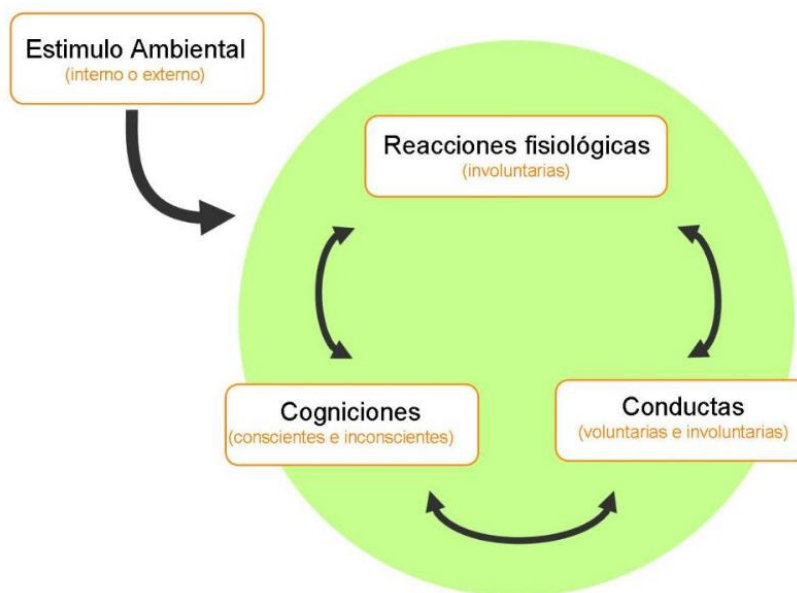 Estimulo Ambiental
(interno o externo)
Reacciones fisiológicas
(involuntarias)
Cogniciones
(conscientes e inconscientes)
Conductas
(voluntarias e involuntarias)